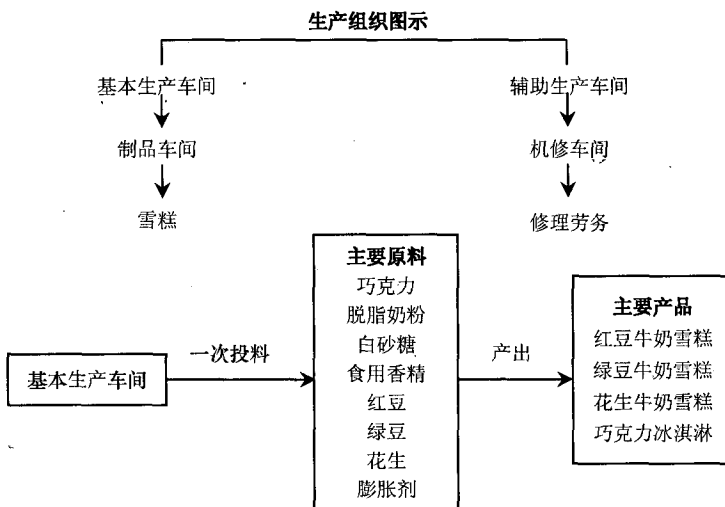 生产组织图示
基本生产车间
辅助生产车间
制品车间
机修车间
雪糕
修理劳务
基本生产车间
一次投料
主要原料
巧克力
脱脂奶粉
白砂糖
食用香精
红豆
绿豆
花生
膨胀剂
产出
主要产品
红豆牛奶雪糕
绿豆牛奶雪糕
花生牛奶雪糕
巧克力冰淇淋